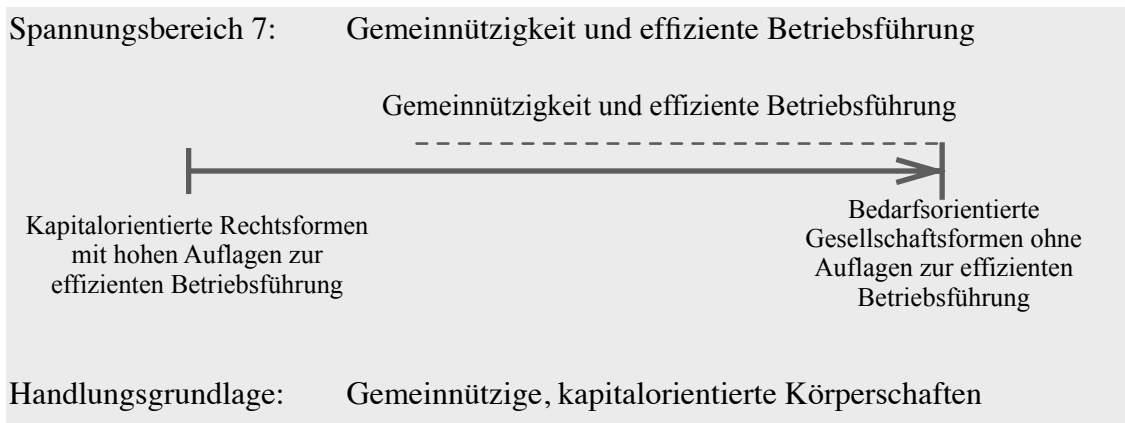 Spannungsbereich 7: Gemeinnützigkeit und effiziente Betriebsführung
Gemeinnützigkeit und effiziente Betriebsführung
Kapitalorientierte Rechtsformen
mit hohen Auflagen zur
effizienten Betriebsführung
Bedarfsorientierte
Gesellschaftsformen ohne
Auflagen zur effizienten
Betriebsführung
Handlungsgrundlage: Gemeinnützige, kapitalorientierte Körperschaften